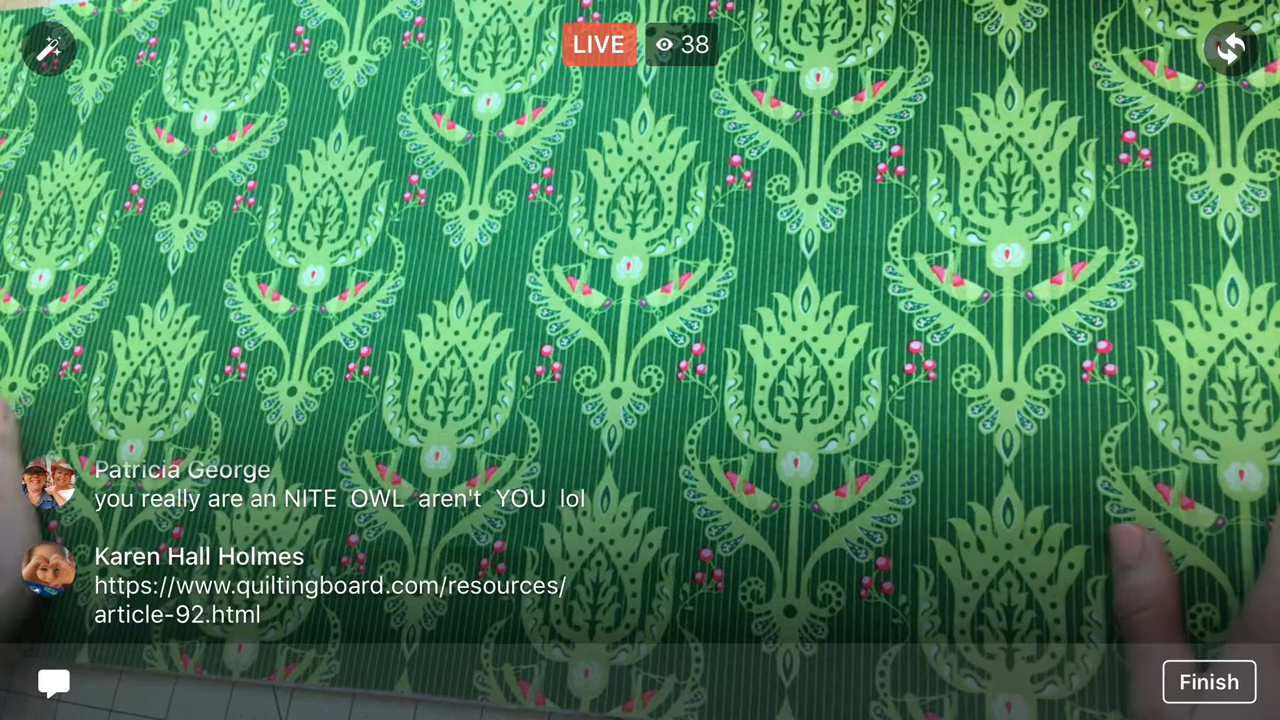 LIVE 38
Patricia George
you really are an NITE OWL aren't YOU lol
Karen Hall Holmes
https://www.quiltingboard.com/resources/
article-92.html
Finish